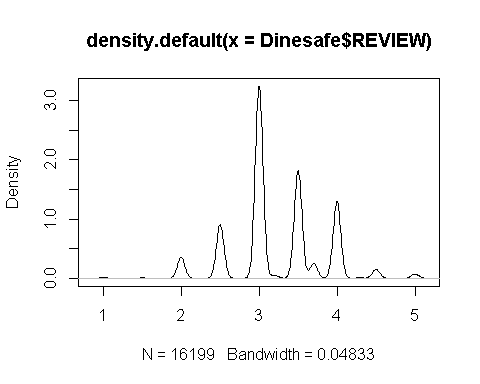 density.default(x = Dinesafe$REVIEW)
Density
3.0
2.0
1.0
0.0
1 2 3 4 5
N = 16199 Bandwidth = 0.04833